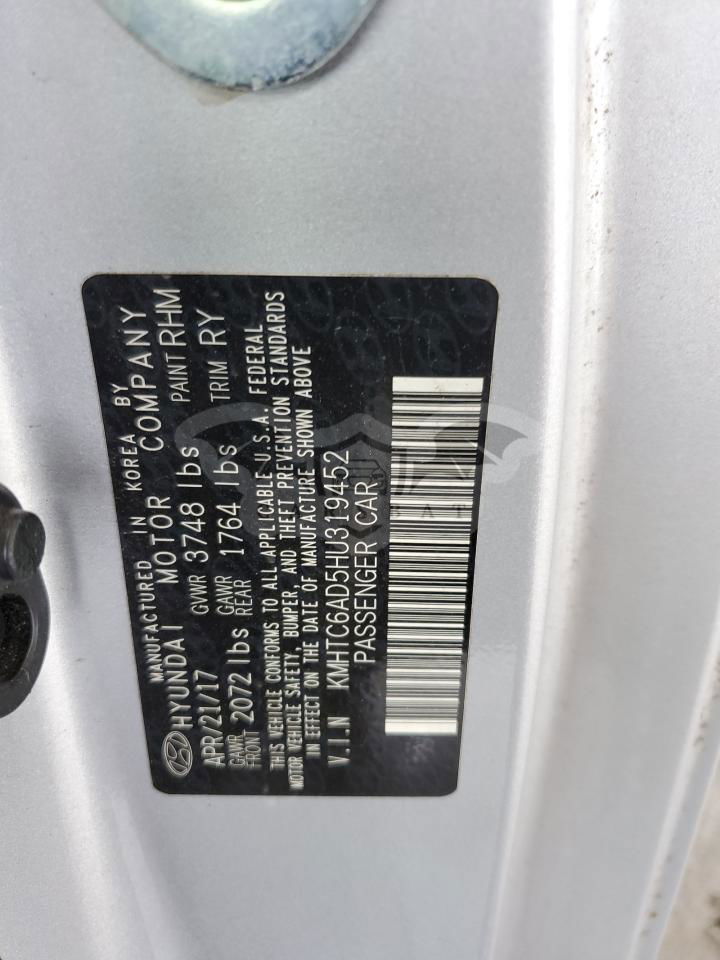 MANUFACTURED IN KOREA BY
HYUNDAI MOTOR COMPANY
APR/21/17 GVWR 3748 lbs PAINT RHM
GAWR FRONT 2072 lbs GAWR REAR 1764 lbs TRIM RY
THIS VEHICLE CONFORMS TO ALL APPLICABLE U.S.A. FEDERAL
MOTOR VEHICLE SAFETY, BUMPER, AND THEFT PREVENTION STANDARDS
IN EFFECT ON THE DATE OF MANUFACTURE SHOWN ABOVE
V.I.N KMHTC6AD5HU319452
PASSENGER CAR